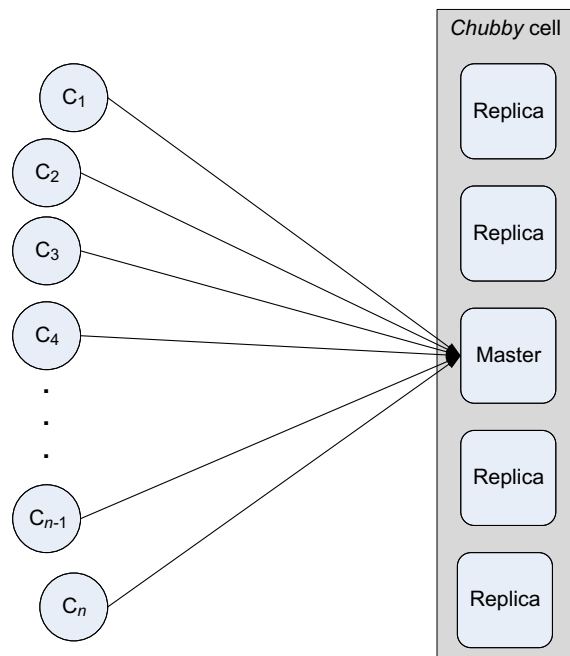 Chubby cell
C₁
Replica
C₂
Replica
C₃
C₄
Master
.
.
.
Replica
Cₙ₋₁
Cₙ
Replica